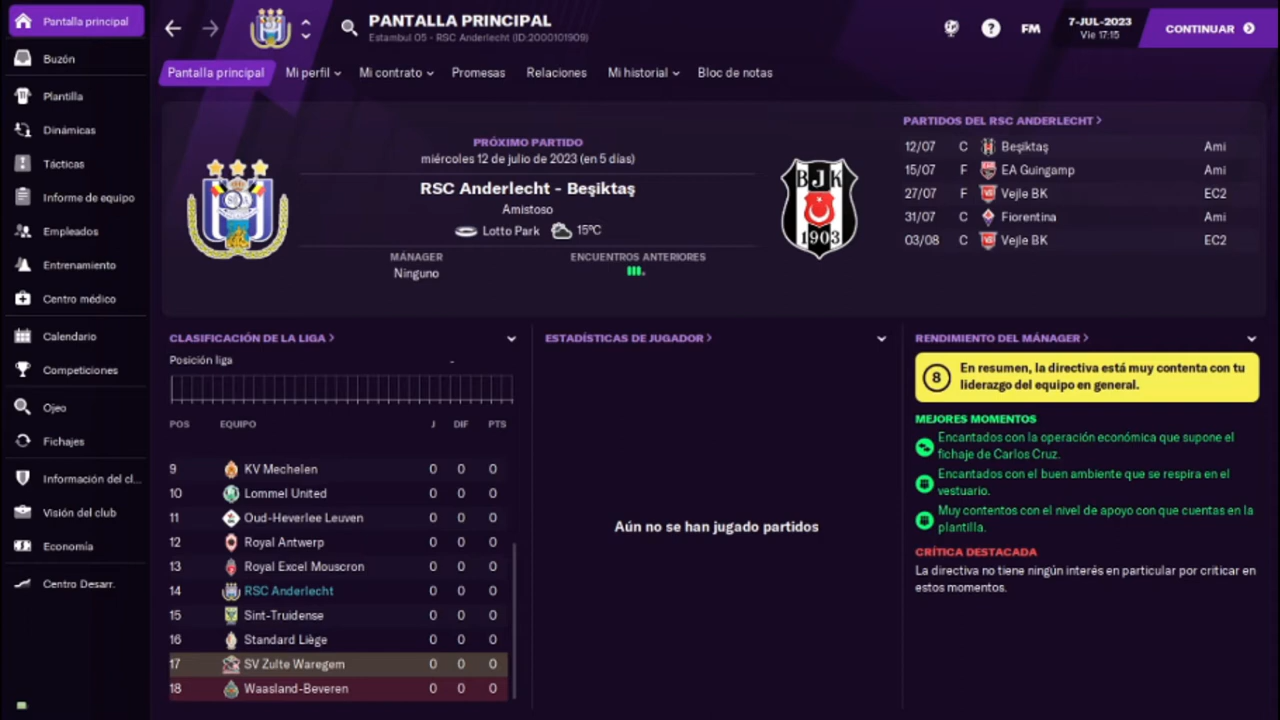 Pantalla principal
Buzón
Plantilla
Dinámicas
Tácticas
Informe de equipo
Empleados
Entrenamiento
Centro médico
Calendario
Competiciones
Ojeo
Fichajes
Información del cl...
Visión del club
Economía
Centro Desarr.
PANTALLA PRINCIPAL
Estambul 05 - RSC Anderlecht (ID:2000101909)
FM
7-JUL-2023
Vie 17:15
CONTINUAR
Pantalla principal Mi perfil Mi contrato Promesas Relaciones Mi historial Bloc de notas
PRÓXIMO PARTIDO
miércoles 12 de julio de 2023 (en 5 días)
RSC Anderlecht - Beşiktaş
Amistoso
Lotto Park 15ºC
MÁNAGER
Ninguno
ENCUENTROS ANTERIORES
BJK
1903
PARTIDOS DEL RSC ANDERLECHT >
12/07 C Beşiktaş Ami
15/07 F EA Guingamp Ami
27/07 F Vejle BK EC2
31/07 C Fiorentina Ami
03/08 C Vejle BK EC2
CLASIFICACIÓN DE LA LIGA >
Posición liga -
POS EQUIPO J DIF PTS
9 KV Mechelen 0 0 0
10 Lommel United 0 0 0
11 Oud-Heverlee Leuven 0 0 0
12 Royal Antwerp 0 0 0
13 Royal Excel Mouscron 0 0 0
14 RSC Anderlecht 0 0 0
15 Sint-Truidense 0 0 0
16 Standard Liège 0 0 0
17 SV Zulte Waregem 0 0 0
18 Waasland-Beveren 0 0 0
ESTADÍSTICAS DE JUGADOR >
Aún no se han jugado partidos
RENDIMIENTO DEL MÁNAGER >
8
En resumen, la directiva está muy contenta con tu
liderazgo del equipo en general.
MEJORES MOMENTOS
Encantados con la operación económica que supone el
fichaje de Carlos Cruz.
Encantados con el buen ambiente que se respira en el
vestuario.
Muy contentos con el nivel de apoyo con que cuentas en la
plantilla.
CRÍTICA DESTACADA
La directiva no tiene ningún interés en particular por criticar en
estos momentos.